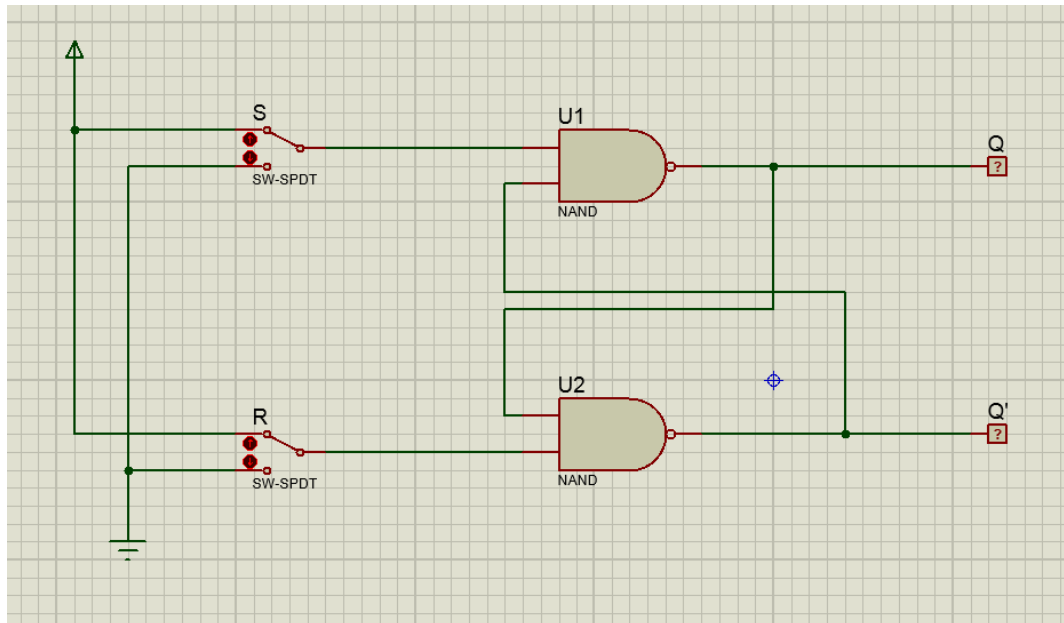 S
SW-SPDT
U1
NAND
Q
?
R
SW-SPDT
U2
NAND
Q'
?